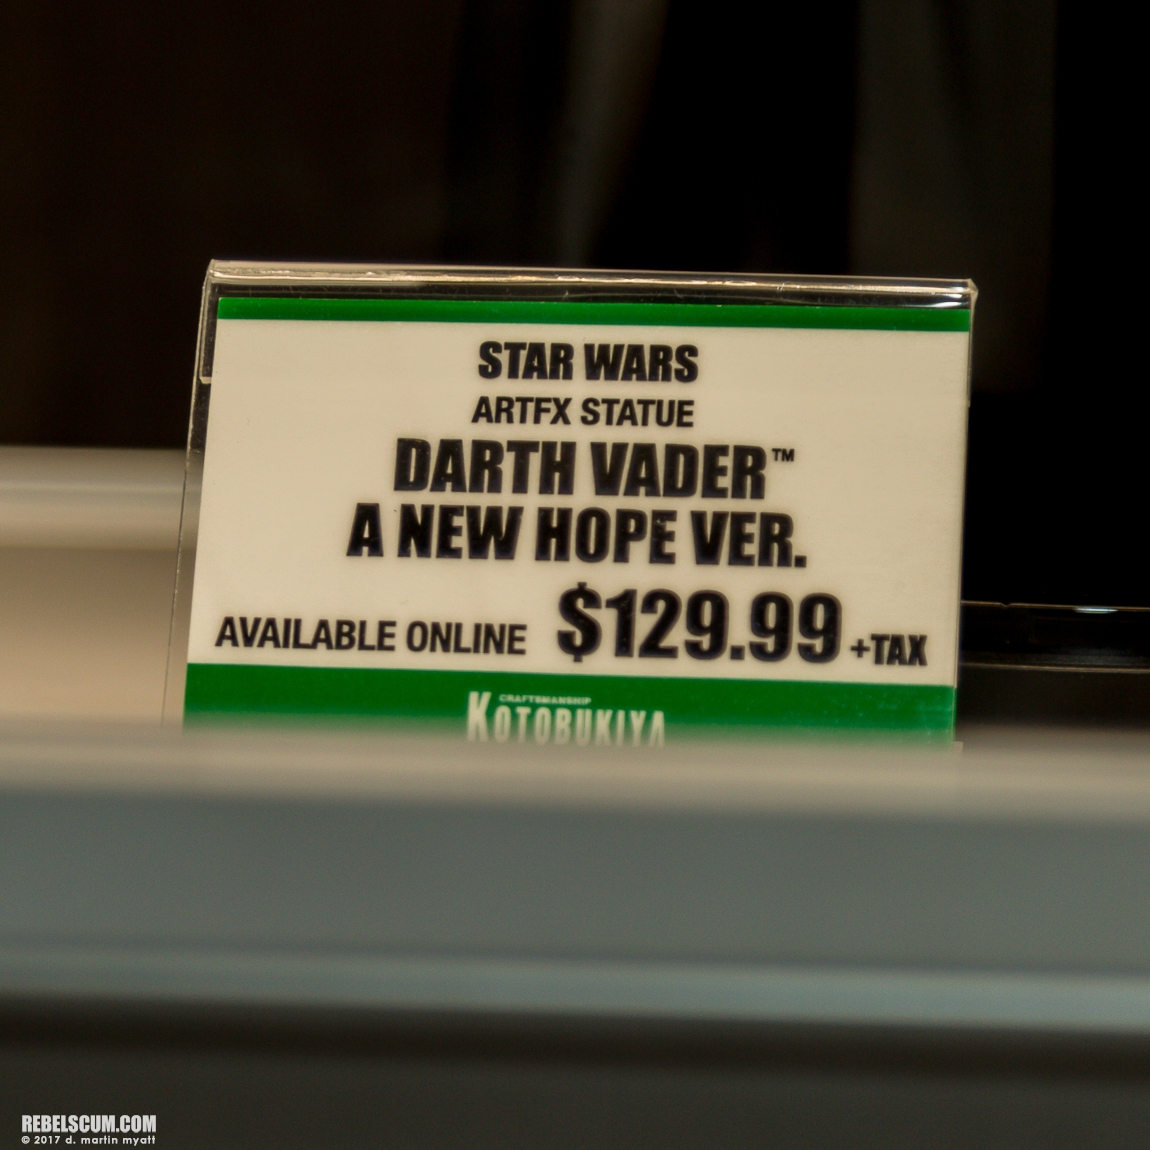 STAR WARS
ARTFX STATUE
DARTH VADER™
A NEW HOPE VER.
AVAILABLE ONLINE $129.99 +TAX
CRAFTSMANSHIP
KOTOBUKIYA
REBELSCUM.COM
© 2017 d. martin myatt